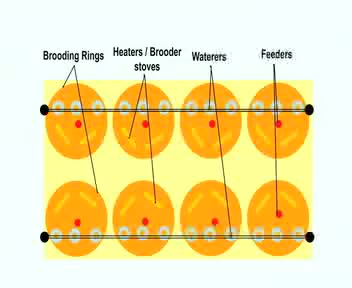 Brooding Rings
Heaters / Brooder
stoves
Waterers
Feeders